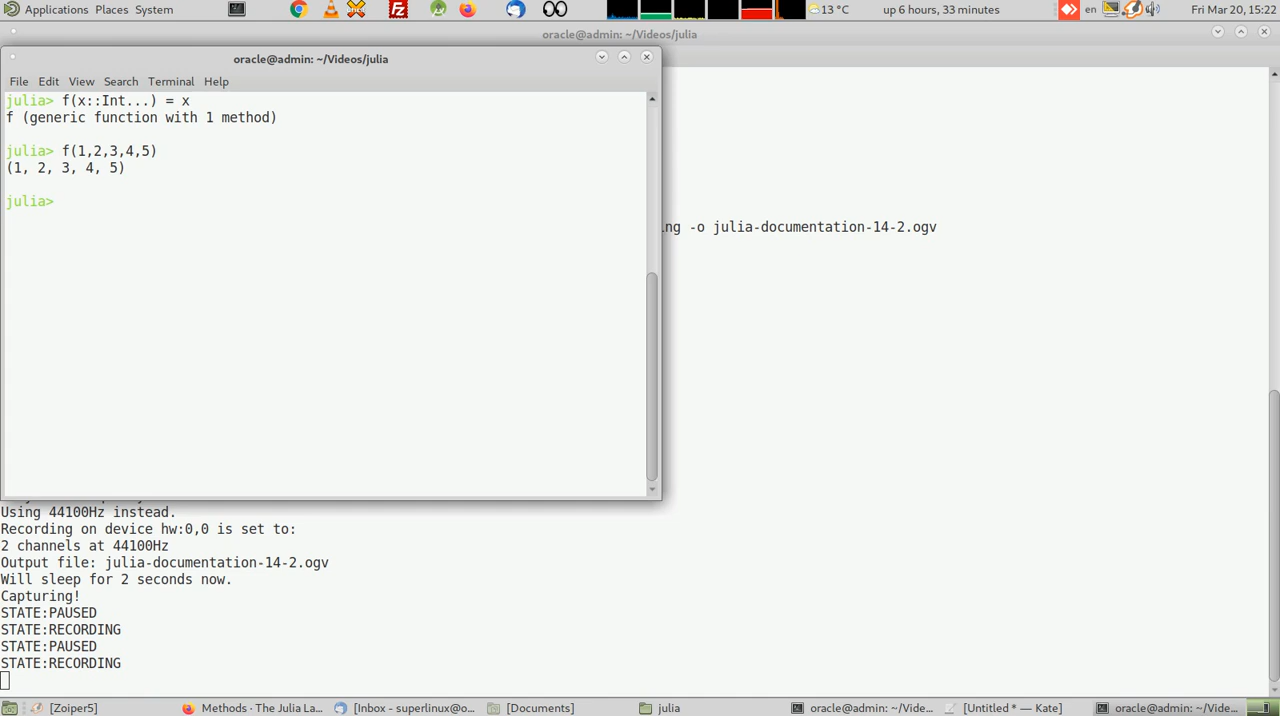 Applications Places System
13 °C
up 6 hours, 33 minutes
en
Fri Mar 20, 15:22
oracle@admin: ~/Videos/julia
oracle@admin: ~/Videos/julia
File Edit View Search Terminal Help
julia> f(x::Int...) = x
f (generic function with 1 method)
julia> f(1,2,3,4,5)
(1, 2, 3, 4, 5)
julia>
-o julia-documentation-14-2.ogv
Using 44100Hz instead.
Recording on device hw:0,0 is set to:
2 channels at 44100Hz
Output file: julia-documentation-14-2.ogv
Will sleep for 2 seconds now.
Capturing!
STATE:PAUSED
STATE:RECORDING
STATE:PAUSED
STATE:RECORDING
[Zoiper5] Methods · The Julia La... [Inbox - superlinux@o... [Documents] julia oracle@admin: ~/Vide... [Untitled * — Kate] oracle@admin: ~/Vide...